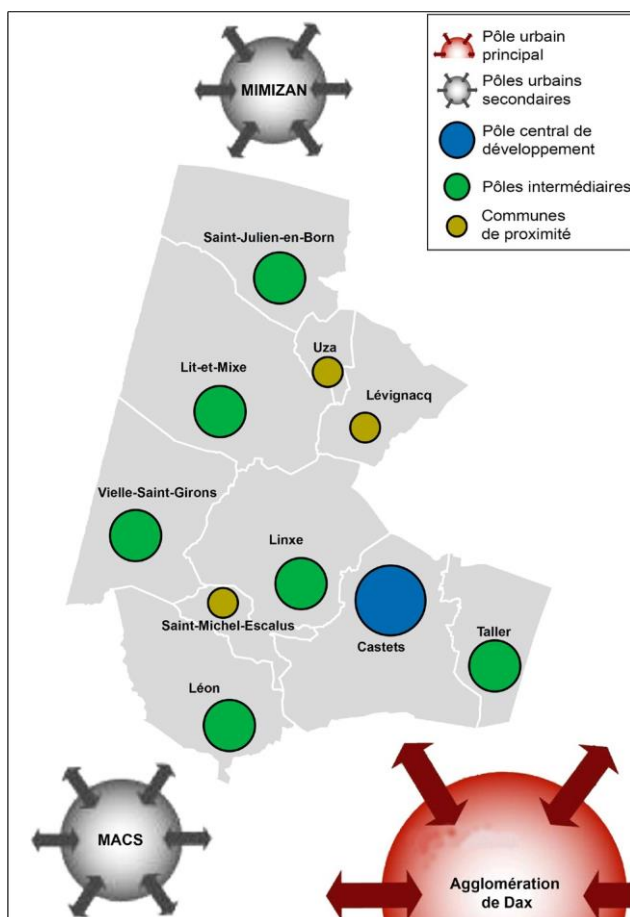 MIMIZAN
Pôle urbain
principal
Pôles urbains
secondaires
Pôle central de
développement
Pôles intermédiaires
Communes
de proximité
Saint-Julien-en-Born
Uza
Lit-et-Mixe
Lévignacq
Vielle-Saint-Girons
Linxe
Saint-Michel-Escalus
Castets
Taller
Léon
MACS
Agglomération
de Dax